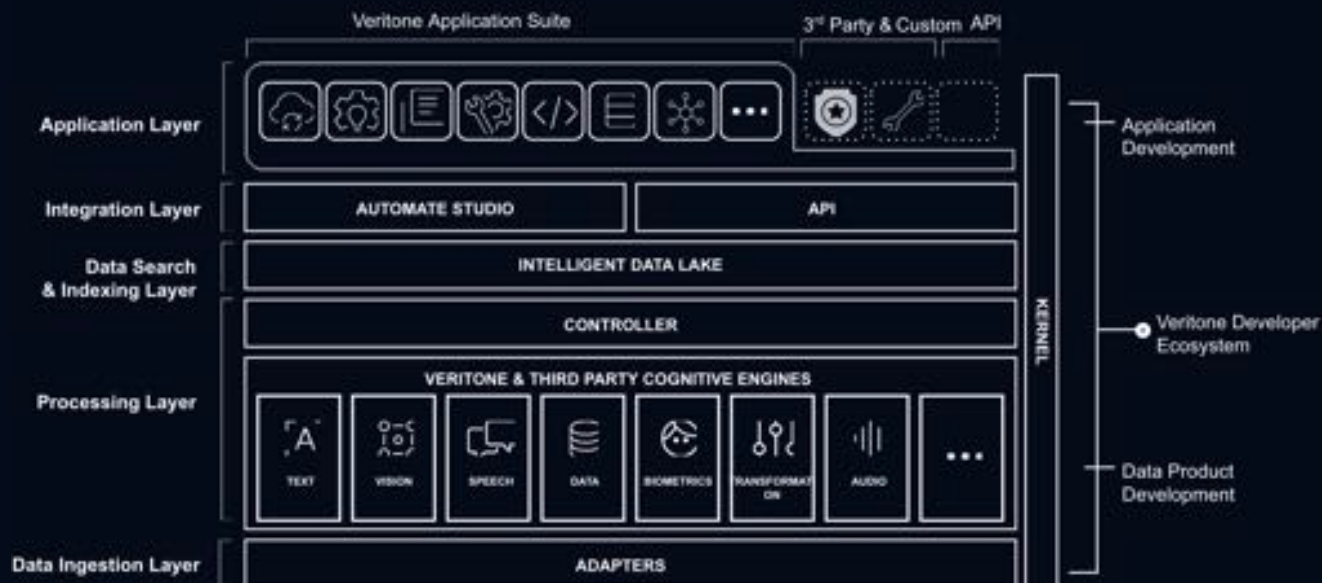 Veritone Application Suite
3rd Party & Custom API
Application Layer
Application
Development
Integration Layer
AUTOMATE STUDIO
API
Data Search
& Indexing Layer
INTELLIGENT DATA LAKE
CONTROLLER
KERNEL
Veritone Developer
Ecosystem
Processing Layer
VERITONE & THIRD PARTY COGNITIVE ENGINES
A
TEXT
VISION
SPEECH
DATA
BIOMETRICS
TRANSFORMAT
ON
AUDIO
Data Product
Development
Data Ingestion Layer
ADAPTERS